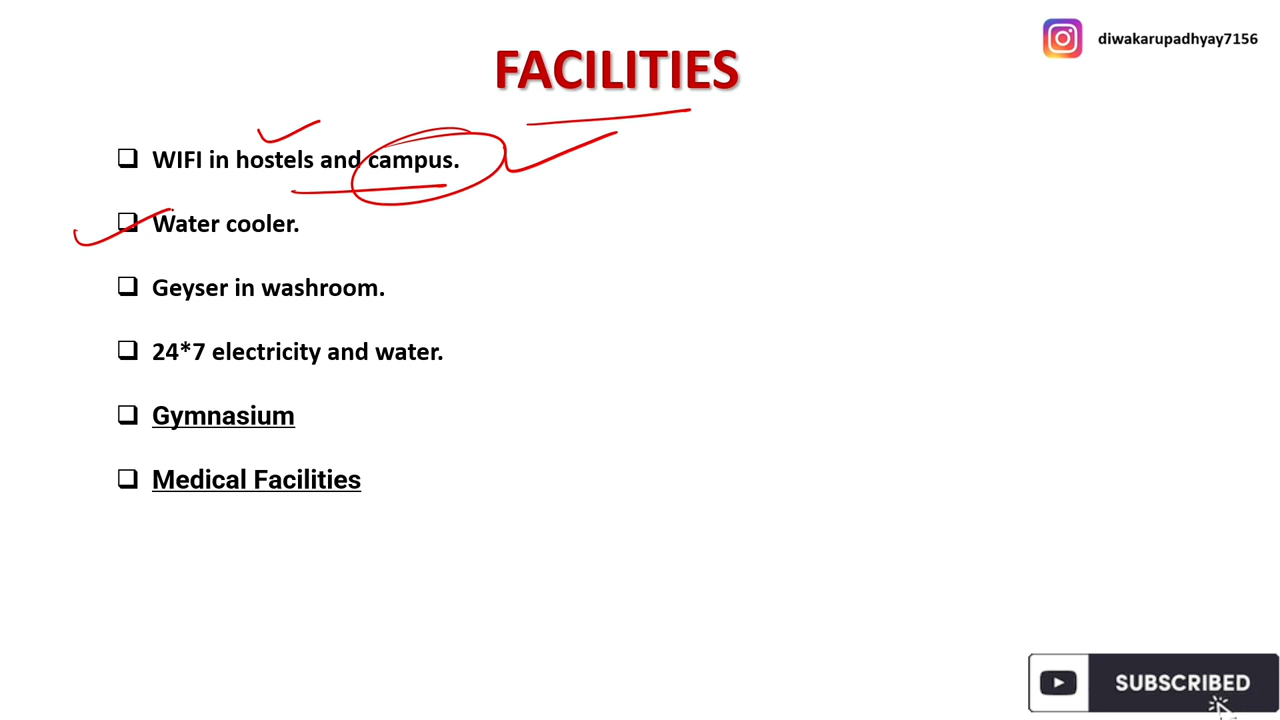 FACILITIES
diwakarupadhyay7156
WIFI in hostels and campus.
Water cooler.
Geyser in washroom.
24*7 electricity and water.
Gymnasium
Medical Facilities
SUBSCRIBED